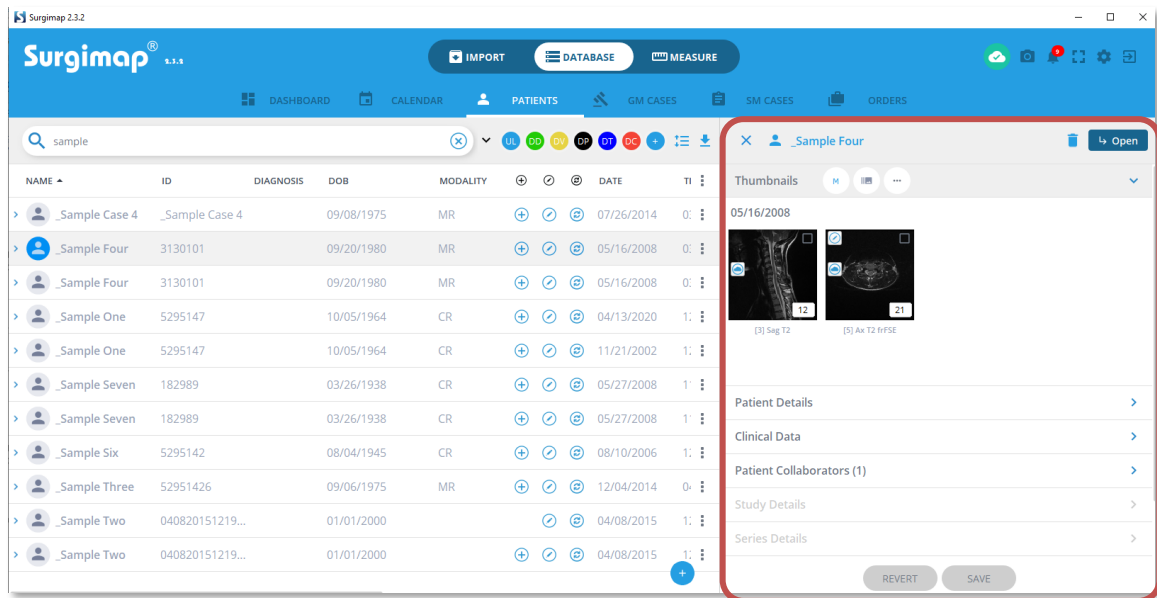 Surgimap 2.3.2
Surgimap® 2.3.2
IMPORT DATABASE MEASURE
9
DASHBOARD CALENDAR PATIENTS GM CASES SM CASES ORDERS
sample
UL DD DV DP DT DC +
NAME ID DIAGNOSIS DOB MODALITY DATE TI
_Sample Case 4 _Sample Case 4 09/08/1975 MR 07/26/2014
_Sample Four 3130101 09/20/1980 MR 05/16/2008
_Sample Four 3130101 09/20/1980 MR 05/16/2008
_Sample One 5295147 10/05/1964 CR 04/13/2020
_Sample One 5295147 10/05/1964 CR 11/21/2002
_Sample Seven 182989 03/26/1938 CR 05/27/2008
_Sample Seven 182989 03/26/1938 CR 05/27/2008
_Sample Six 5295142 08/04/1945 CR 08/10/2006
_Sample Three 52951426 09/06/1975 MR 12/04/2014
_Sample Two 040820151219... 01/01/2000 04/08/2015
_Sample Two 040820151219... 01/01/2000 04/08/2015
+
_Sample Four Open
Thumbnails M ...
05/16/2008
12 21
[3] Sag T2 [5] Ax T2 frFSE
Patient Details
Clinical Data
Patient Collaborators (1)
Study Details
Series Details
REVERT SAVE